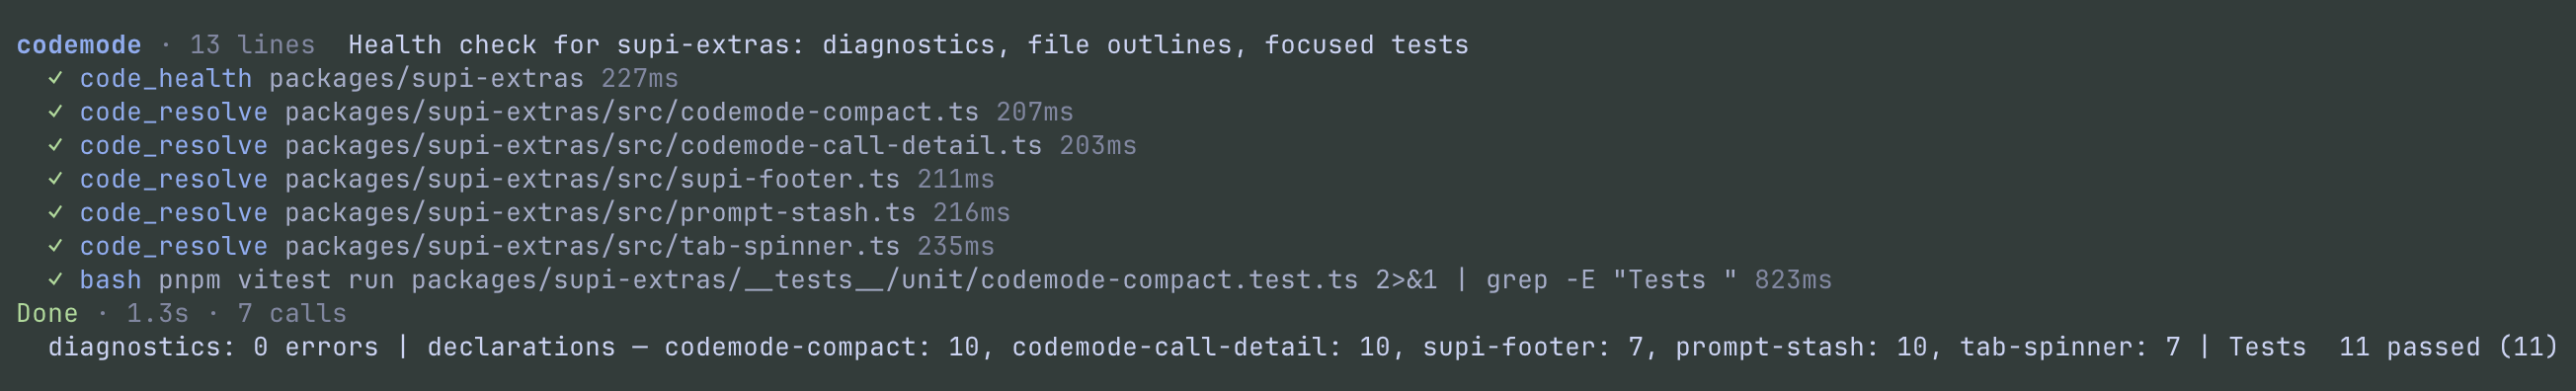 codemode · 13 lines  Health check for supi-extras: diagnostics, file outlines, focused tests
✓ code_health packages/supi-extras 227ms
✓ code_resolve packages/supi-extras/src/codemode-compact.ts 207ms
✓ code_resolve packages/supi-extras/src/codemode-call-detail.ts 203ms
✓ code_resolve packages/supi-extras/src/supi-footer.ts 211ms
✓ code_resolve packages/supi-extras/src/prompt-stash.ts 216ms
✓ code_resolve packages/supi-extras/src/tab-spinner.ts 235ms
✓ bash pnpm vitest run packages/supi-extras/__tests__/unit/codemode-compact.test.ts 2>&1 | grep -E "Tests " 823ms
Done · 1.3s · 7 calls
diagnostics: 0 errors | declarations — codemode-compact: 10, codemode-call-detail: 10, supi-footer: 7, prompt-stash: 10, tab-spinner: 7 | Tests  11 passed (11)